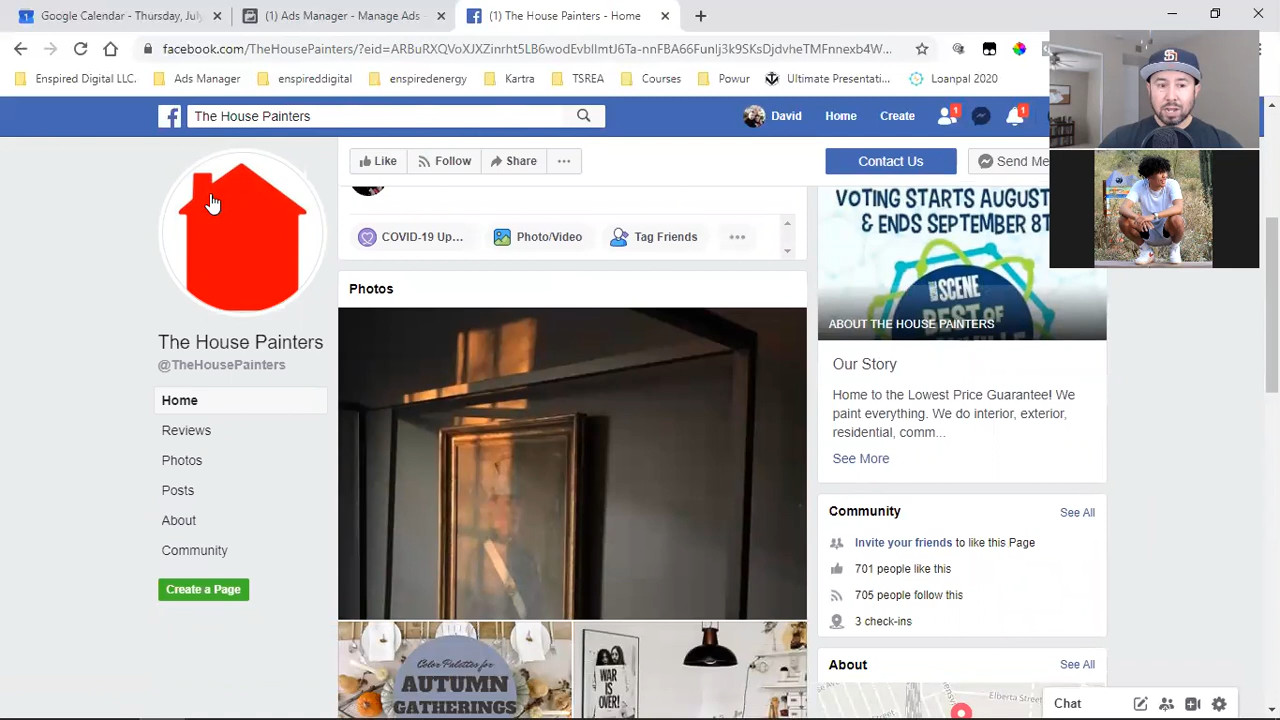 Google Calendar - Thursday, July
(1) Ads Manager - Manage Ads
(1) The House Painters - Home
facebook.com/TheHousePainters/?eid=
Enspired Digital LLC.
Ads Manager
enspireddigital
enspiredenergy
Kartra
TSREA
Courses
Powur
Ultimate Presentati...
Loanpal 2020
The House Painters
David
Home
Create
1
1
Like
Follow
Share
Contact Us
Send Me
COVID-19 Up...
Photo/Video
Tag Friends
Photos
The House Painters
@TheHousePainters
Home
Reviews
Photos
Posts
About
Community
Create a Page
Color Palettes for
AUTUMN
GATHERINGS
WAR
IS
OVER!
VOTING STARTS AUGUST
& ENDS SEPTEMBER 8T
SCENE
BEST OF
ABOUT THE HOUSE PAINTERS
Our Story
Home to the Lowest Price Guarantee! We
paint everything. We do interior, exterior,
residential, comm...
See More
Community
See All
Invite your friends to like this Page
701 people like this
705 people follow this
3 check-ins
About
See All
Elberta Street
Chat